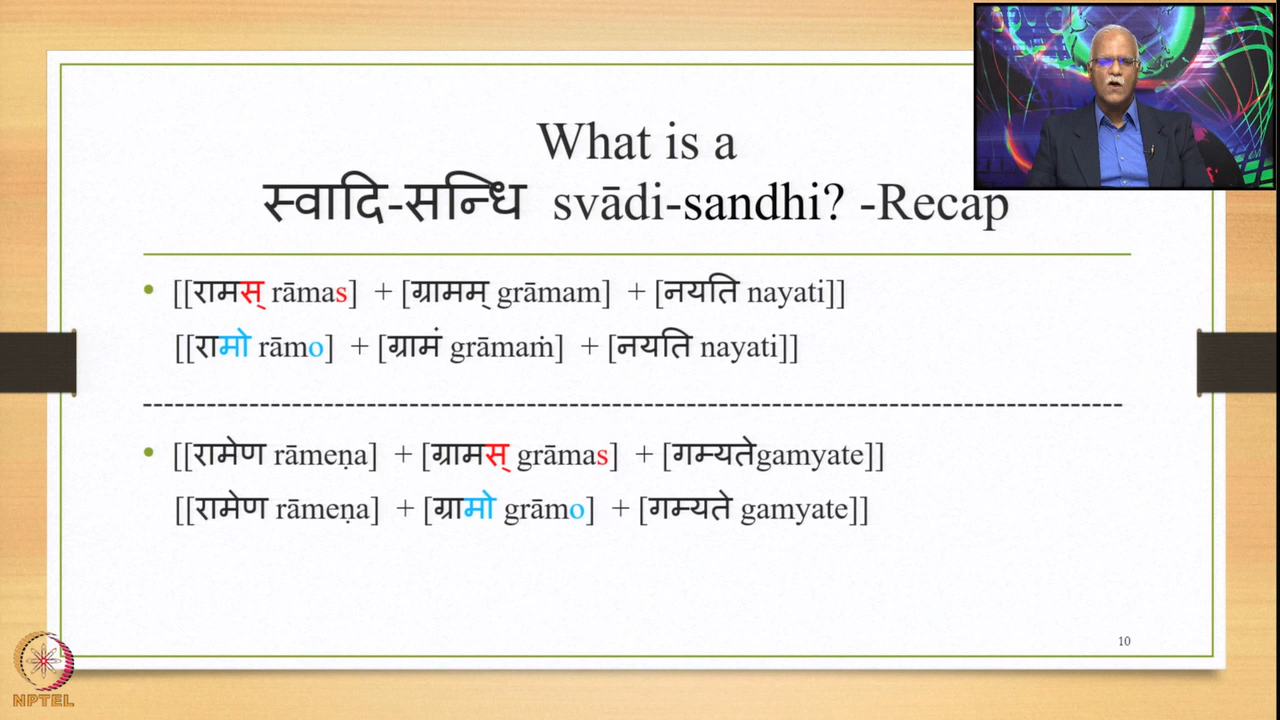 What is a
स्वादि-सन्धि svādi-sandhi? -Recap
• [[रामस् rāmas] + [ग्रामम् grāmam] + [नयति nayati]]
[[रामो rāmo] + [ग्रामं grāmaṁ] + [नयति nayati]]
--------------------------------------------------------------------------------------------
• [[रामेण rāmeṇa] + [ग्रामस् grāmas] + [गम्यतेgamyate]]
[[रामेण rāmeṇa] + [ग्रामो grāmo] + [गम्यते gamyate]]
10
NPTEL